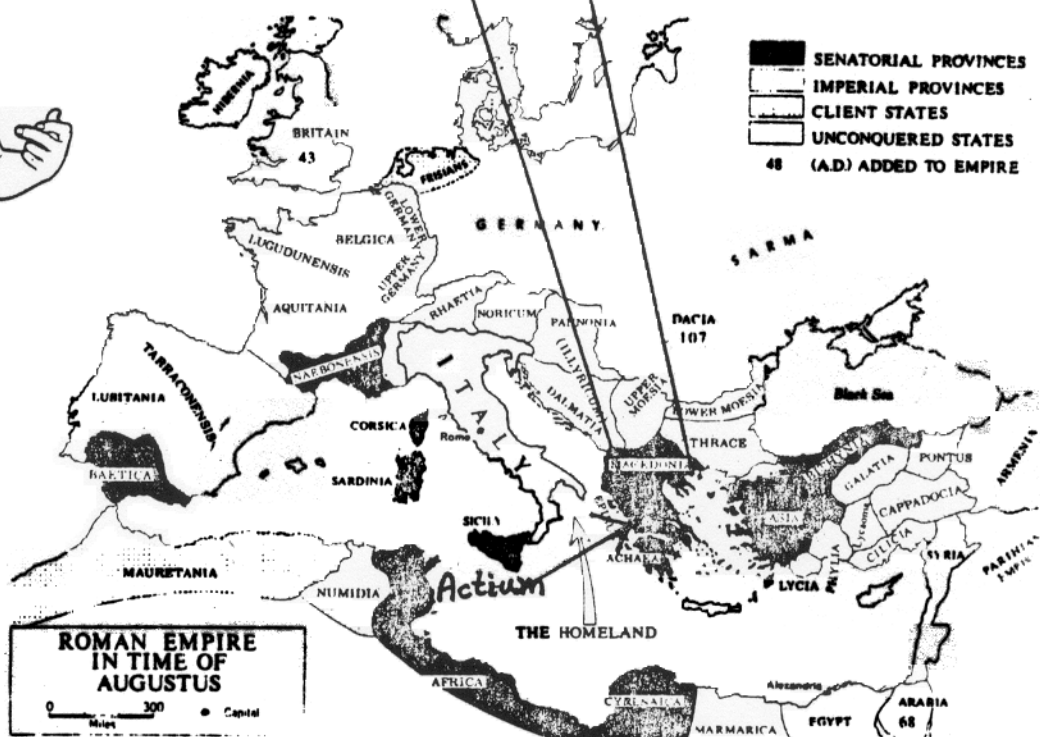 SENATORIAL PROVINCES
IMPERIAL PROVINCES
CLIENT STATES
UNCONQUERED STATES
48 (A.D.) ADDED TO EMPIRE
HIBERNIA
BRITAIN
43
FRISIANS
LOWER GERMANY
GERMANY
BELGICA
LUGUDUNENSIS
UPPER GERMANY
SARMA
AQUITANIA
RHAETIA
NORICUM
PANNONIA
(ILLYRICUM)
DACIA
107
NARBONENSIS
ITALY
TARRACONENSIS
LUSITANIA
DALMATIA
UPPER MOESIA
LOWER MOESIA
Black Sea
CORSICA
Rome
THRACE
BITHYNIA
PONTUS
ARMENIS
BAETICA
SARDINIA
MACEDONIA
GALATIA
CAPPADOCIA
SICILY
ASIA
ACHAEA
CILICIA
SYRIA
PARTHIAN EMPIRE
MAURETANIA
NUMIDIA
Actium
LYCIA
THE HOMELAND
ROMAN EMPIRE
IN TIME OF
AUGUSTUS
0 300
Miles
Capital
AFRICA
CYRENAICA
MARMARICA
Alexandria
EGYPT
ARABIA
68